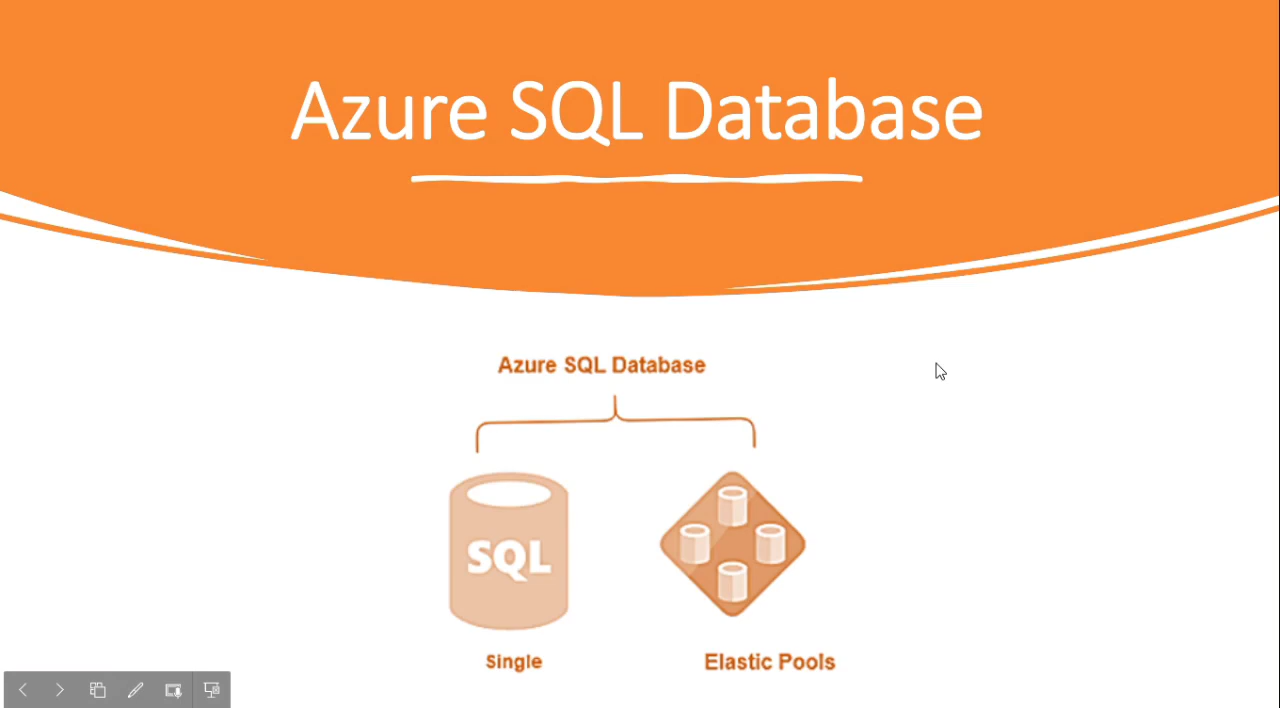 Azure SQL Database
Azure SQL Database
SQL
Single
Elastic Pools